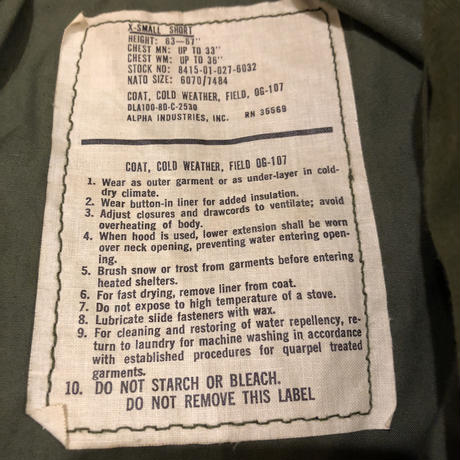 X-SMALL SHORT
HEIGHT: 63—67"
CHEST MN: UP TO 33"
CHEST WM: UP TO 36"
STOCK NO: 8415-01-027-6032
NATO SIZE: 6070/7484
COAT, COLD WEATHER, FIELD, OG-107
DLA100-80-C-2530
ALPHA INDUSTRIES, INC. RN 35569
COAT, COLD WEATHER, FIELD OG-107
1. Wear as outer garment or as under-layer in cold-
dry climate.
2. Wear button-in liner for added insulation.
3. Adjust closures and drawcords to ventilate; avoid
overheating of body.
4. When hood is used, lower extension shall be worn
over neck opening, preventing water entering open-
ing.
5. Brush snow or frost from garments before entering
heated shelters.
6. For fast drying, remove liner from coat.
7. Do not expose to high temperature of a stove.
8. Lubricate slide fasteners with wax.
9. For cleaning and restoring of water repellency, re-
turn to laundry for machine washing in accordance
with established procedures for quarpel treated
garments.
10. DO NOT STARCH OR BLEACH.
DO NOT REMOVE THIS LABEL